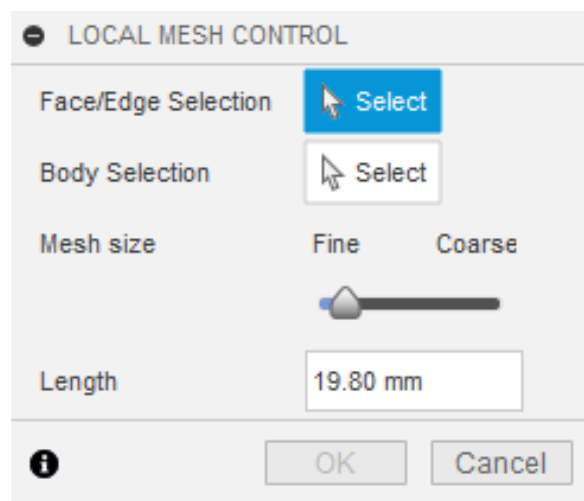 LOCAL MESH CONTROL
Face/Edge Selection Select
Body Selection Select
Mesh size Fine Coarse
Length 19.80 mm
OK Cancel